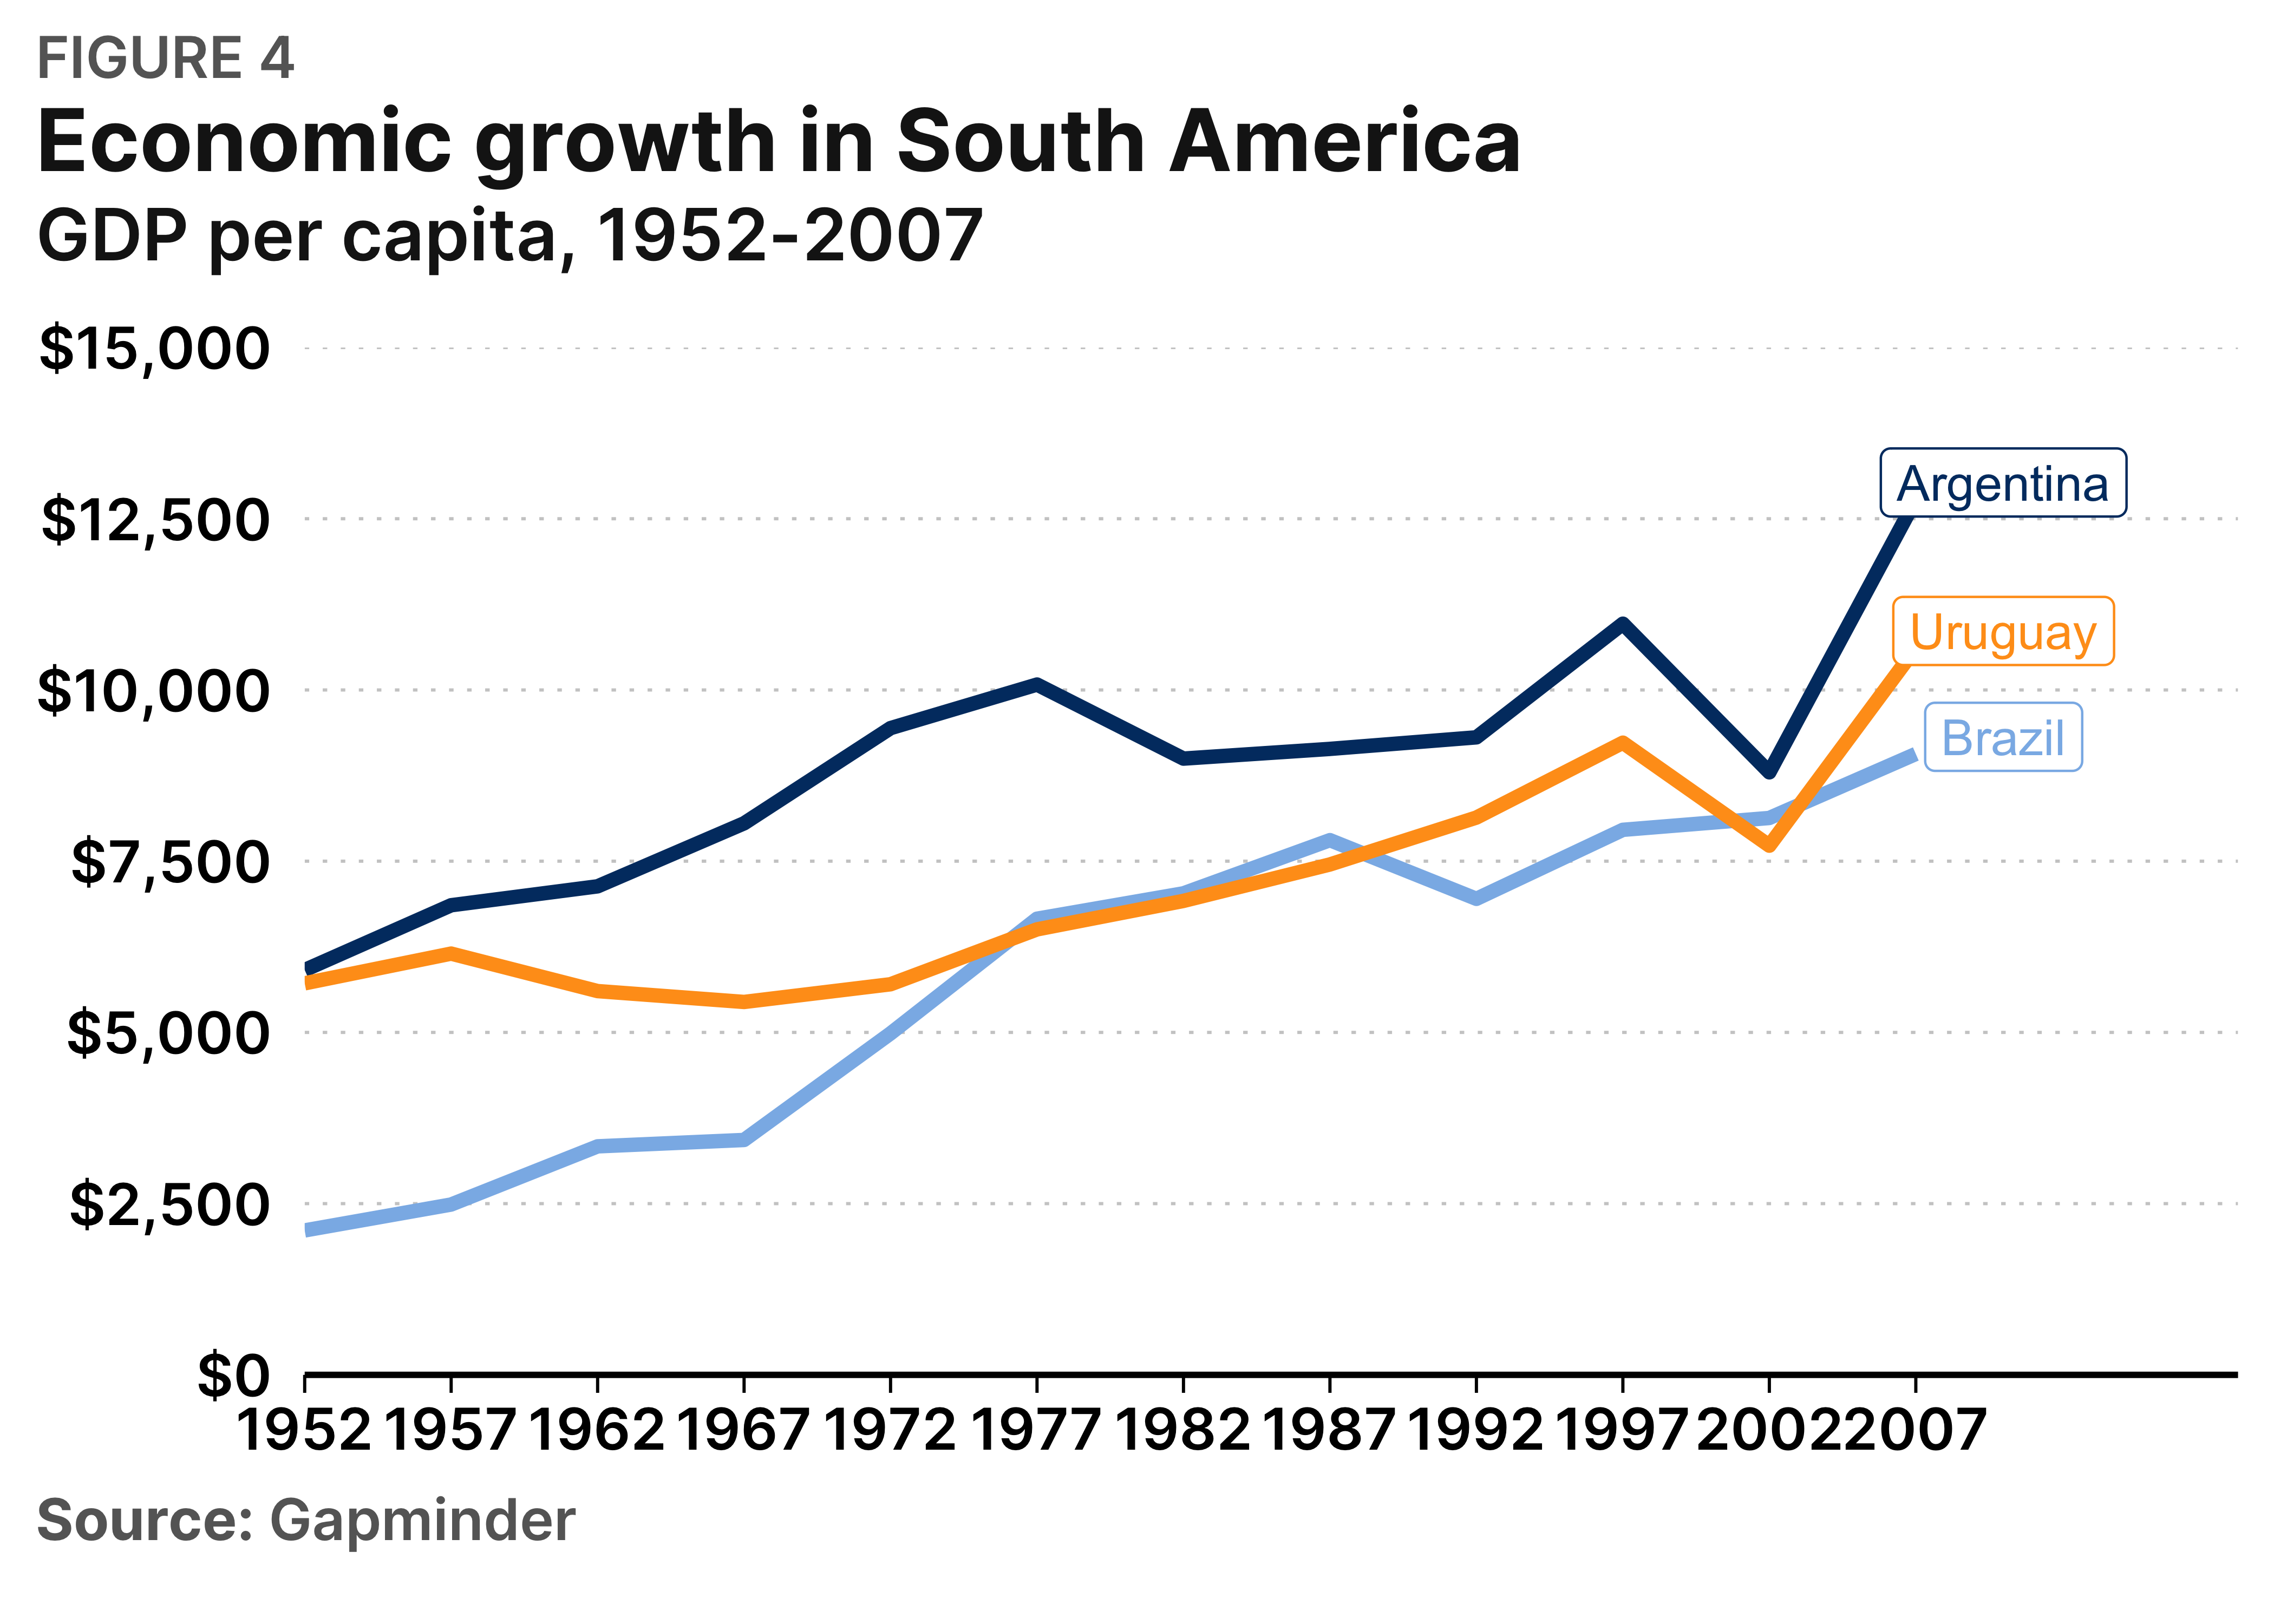 FIGURE 4
Economic growth in South America
GDP per capita, 1952-2007
$15,000
$12,500
$10,000
$7,500
$5,000
$2,500
$0
Argentina
Uruguay
Brazil
1952 1957 1962 1967 1972 1977 1982 1987 1992 1997 2002 2007
Source: Gapminder